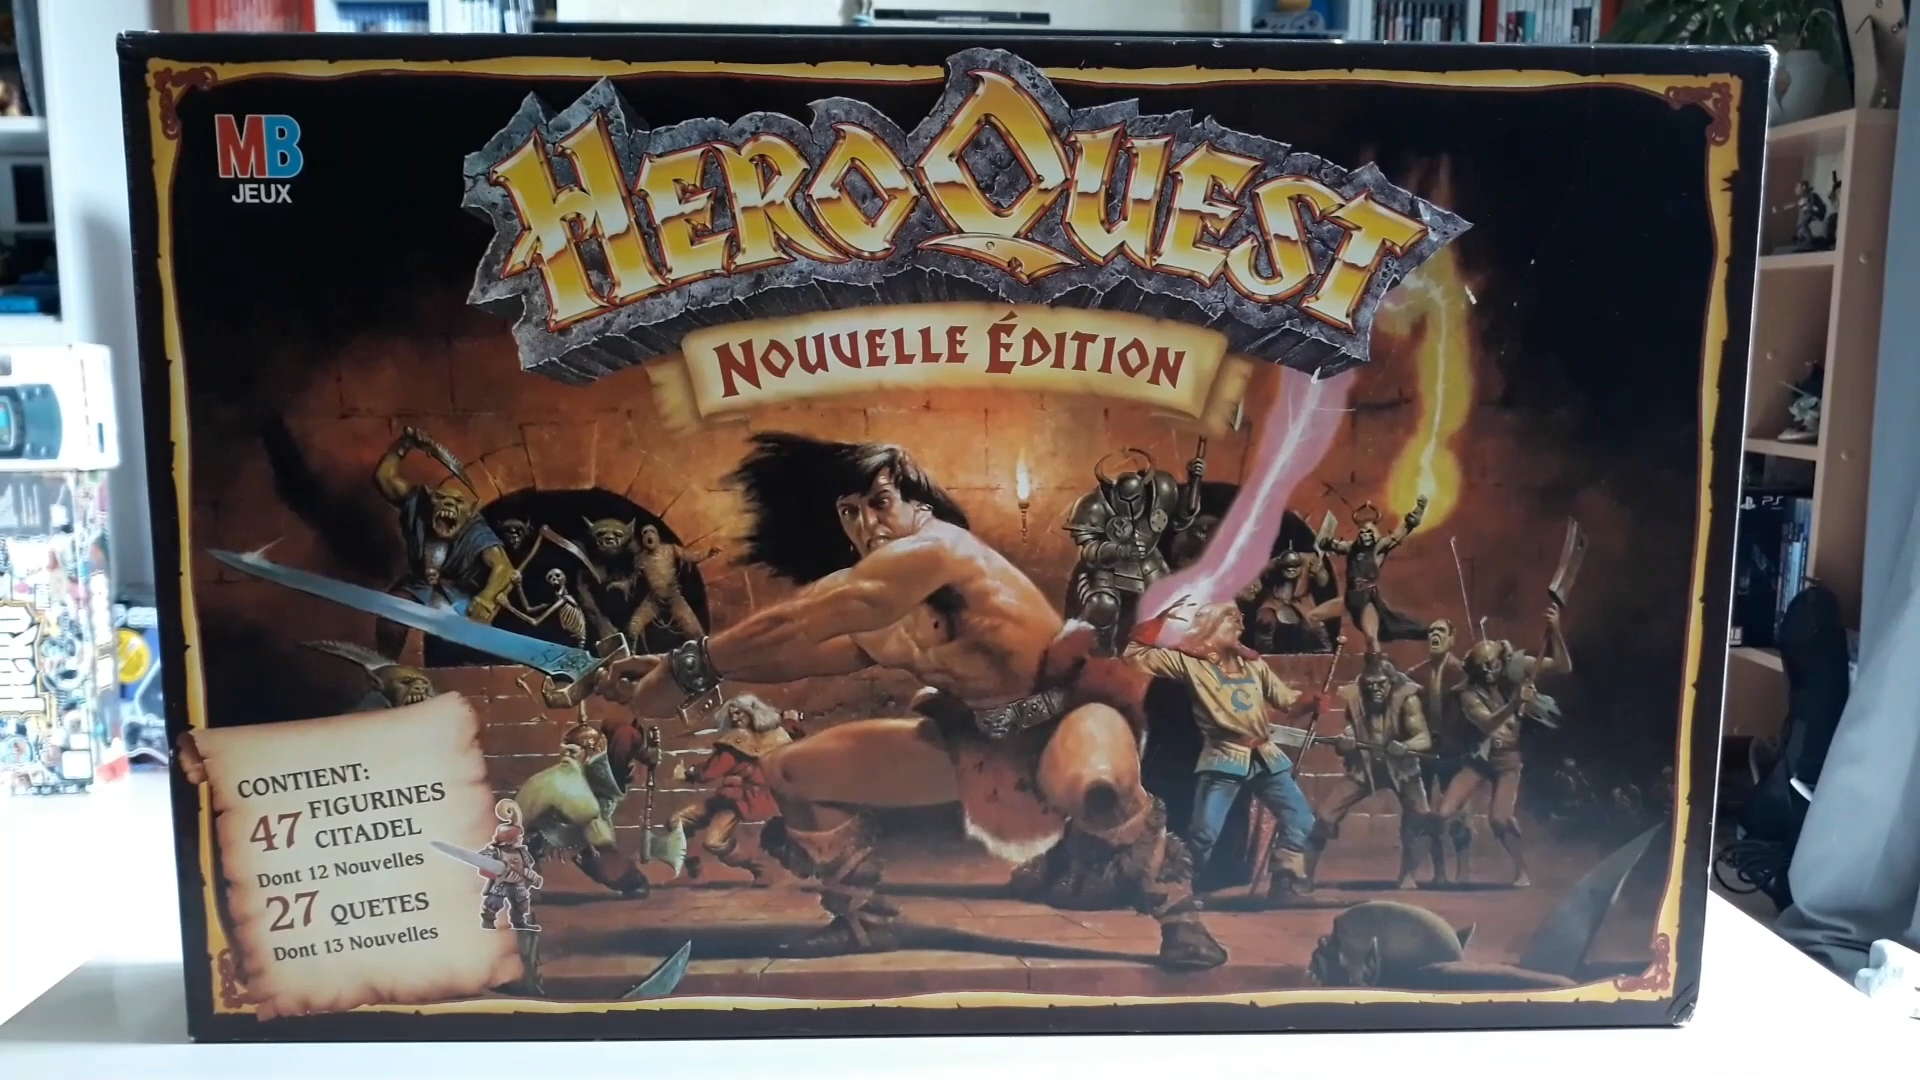 MB
JEUX
HEROQUEST
NOUVELLE ÉDITION
CONTIENT:
47 FIGURINES
CITADEL
Dont 12 Nouvelles
27 QUETES
Dont 13 Nouvelles